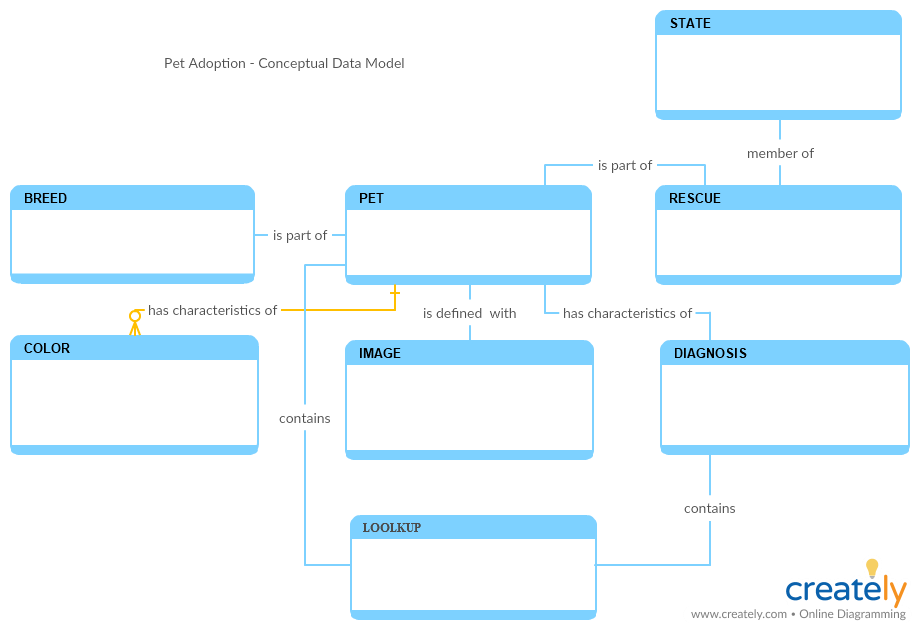 STATE
Pet Adoption - Conceptual Data Model
member of
is part of
BREED
PET
RESCUE
is part of
has characteristics of
is defined with
has characteristics of
COLOR
IMAGE
DIAGNOSIS
contains
contains
LOOLKUP
creately
www.creately.com • Online Diagramming